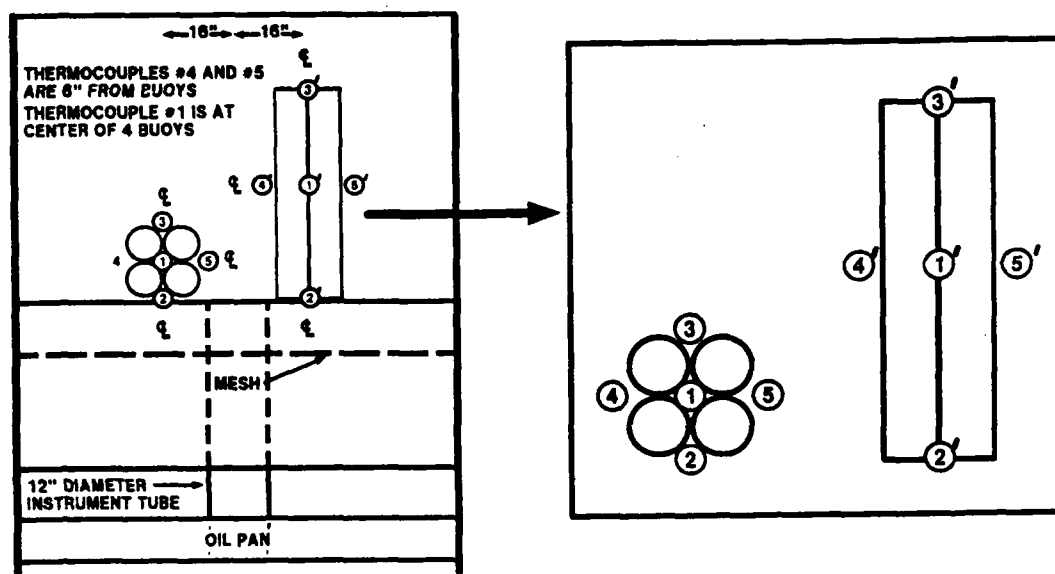 16" 16"
℄
THERMOCOUPLES #4 AND #5
ARE 6" FROM BUOYS
THERMOCOUPLE #1 IS AT
CENTER OF 4 BUOYS
3'
℄ 4' 1' 5'
℄
3
4 1 5 ℄
2 2'
℄ ℄
MESH
12" DIAMETER
INSTRUMENT TUBE
OIL PAN
3'
4' 1' 5'
3
4 1 5
2 2'